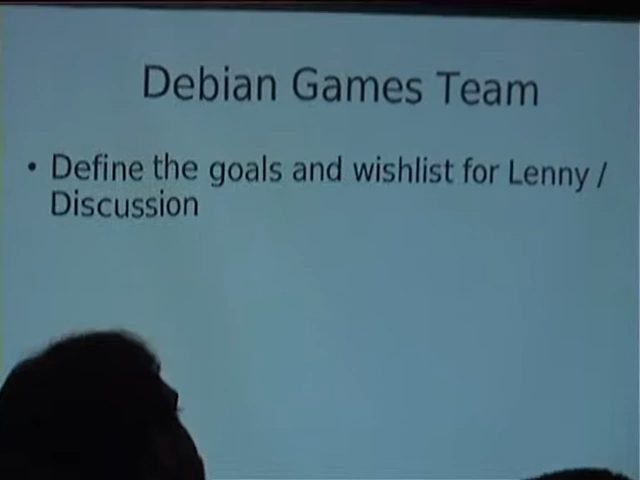 Debian Games Team
• Define the goals and wishlist for Lenny /
Discussion